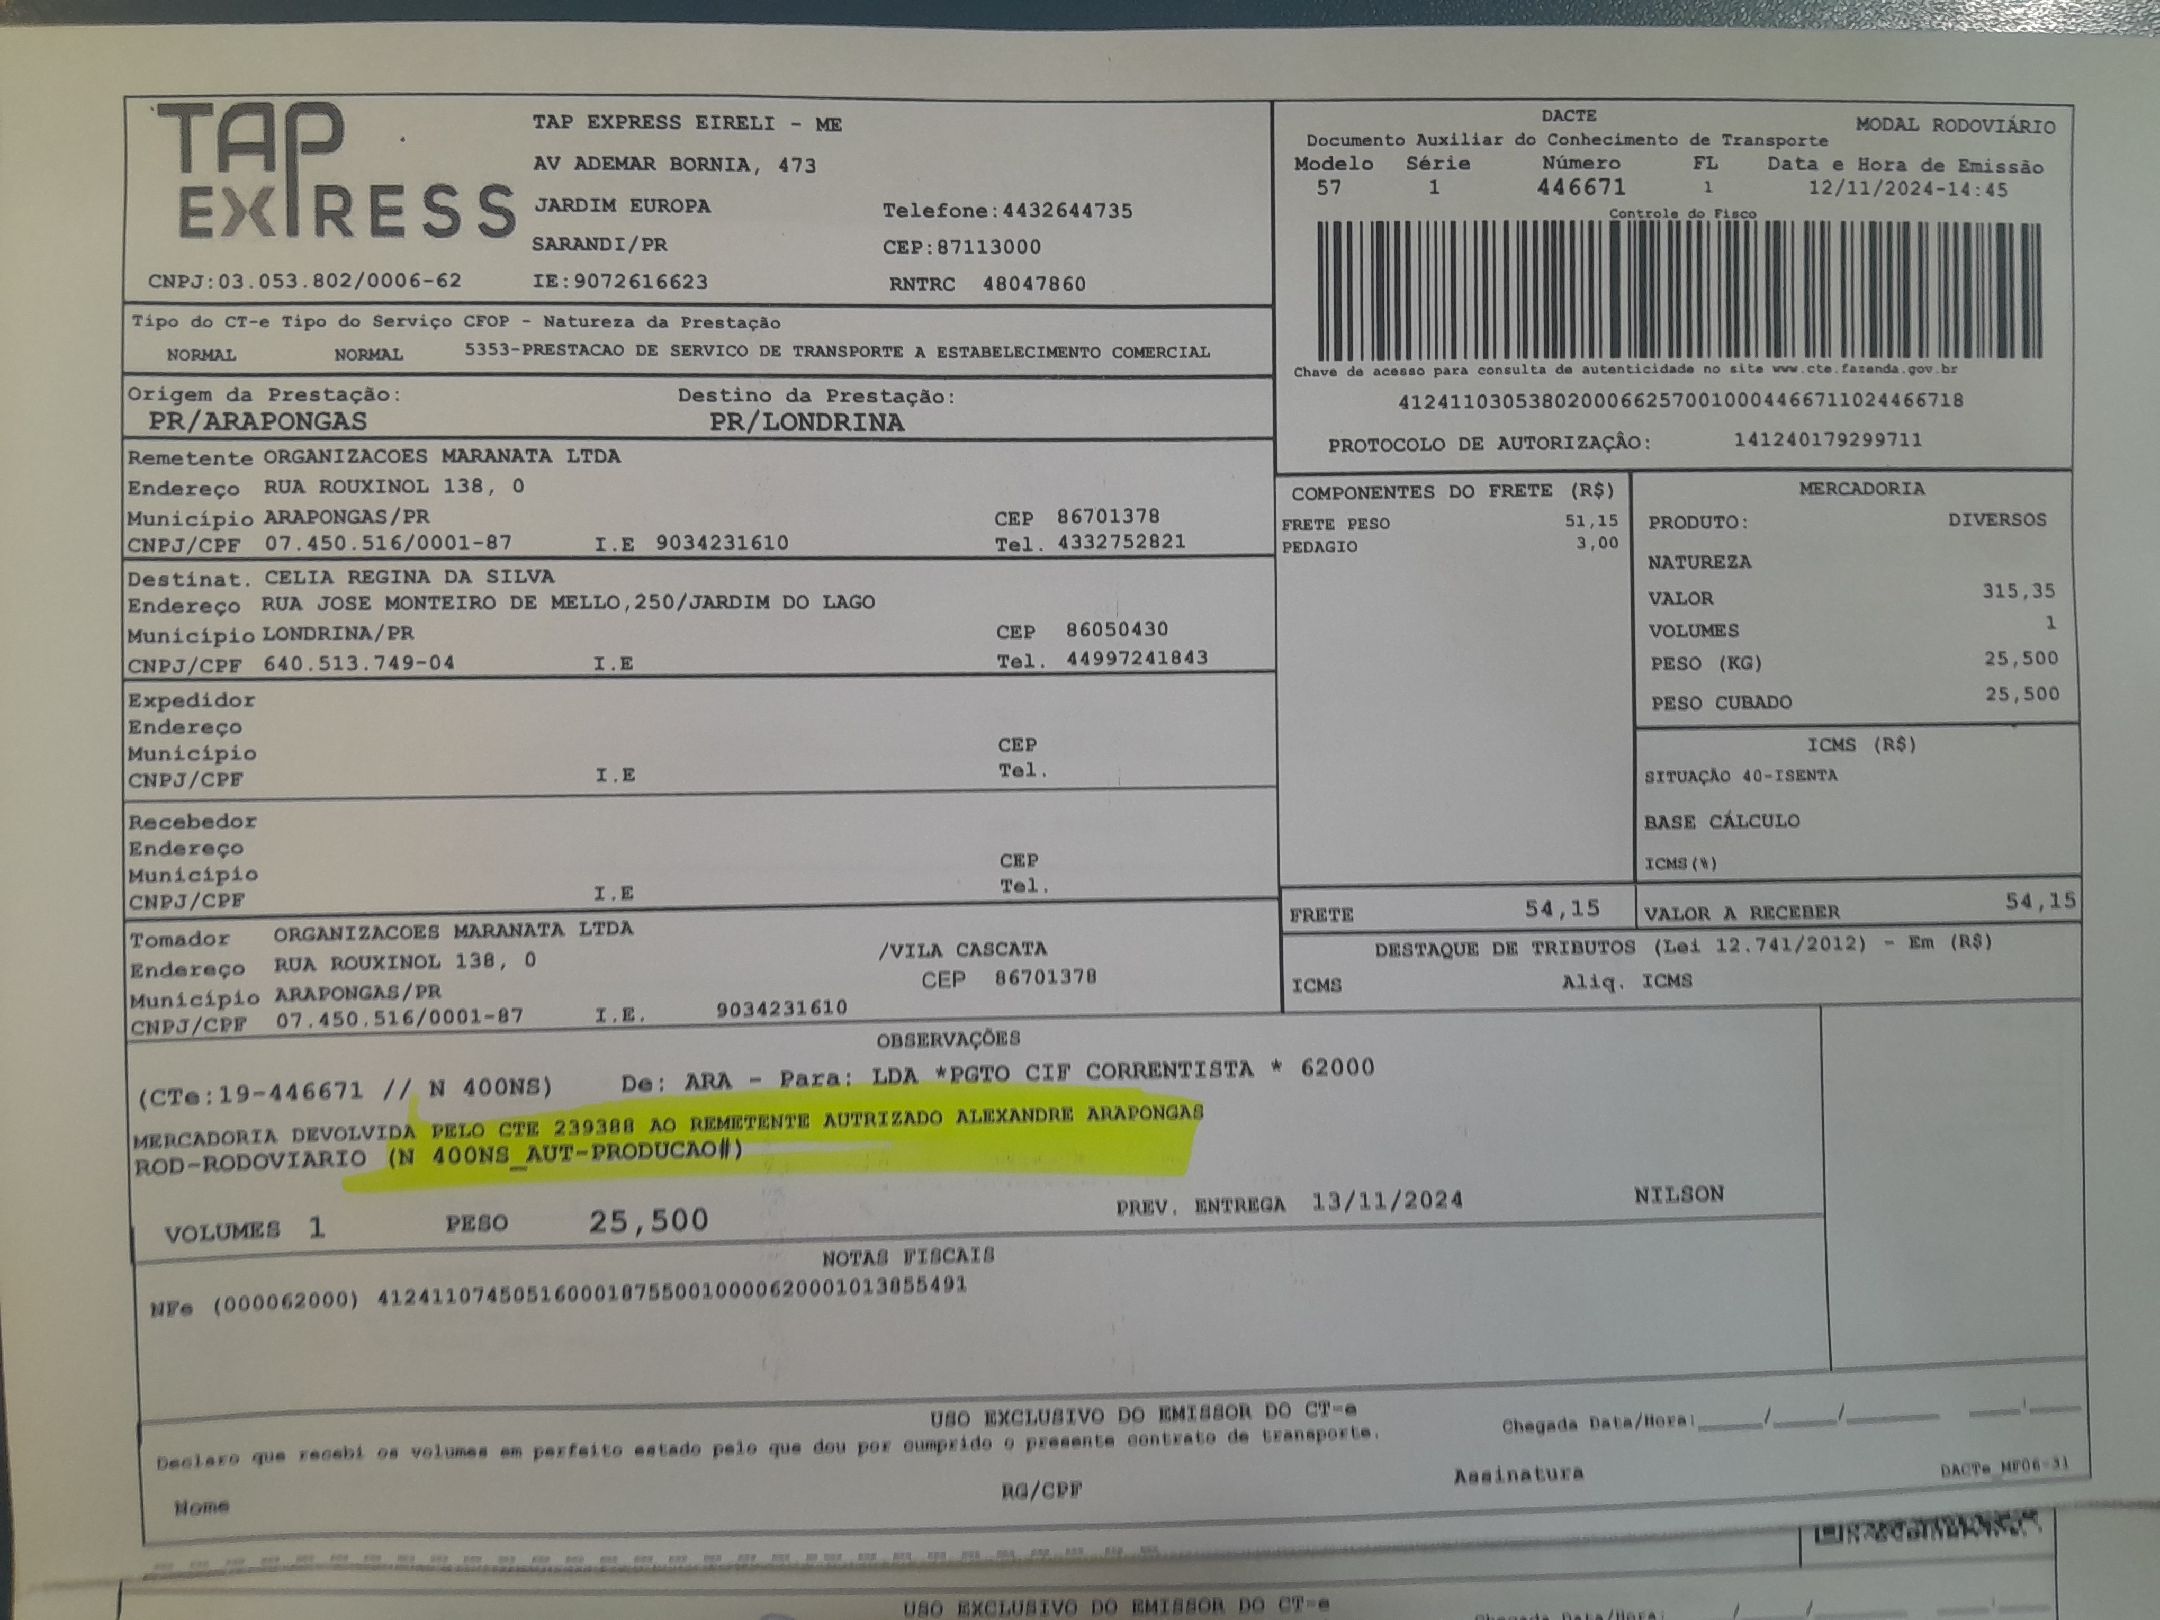 TAP EXPRESS
TAP EXPRESS EIRELI - ME
AV ADEMAR BORNIA, 473
JARDIM EUROPA Telefone:4432644735
SARANDI/PR CEP:87113000
CNPJ:03.053.802/0006-62 IE:9072616623 RNTRC 48047860
DACTE MODAL RODOVIÁRIO
Documento Auxiliar do Conhecimento de Transporte
Modelo Série Número FL Data e Hora de Emissão
57 1 446671 1 12/11/2024-14:45
Controle do Fisco
Chave de acesso para consulta de autenticidade no site www.cte.fazenda.gov.br
41241103053802000662570010004466711024466718
PROTOCOLO DE AUTORIZAÇÂO: 141240179299711
Tipo do CT-e Tipo do Serviço CFOP - Natureza da Prestação
NORMAL NORMAL 5353-PRESTACAO DE SERVICO DE TRANSPORTE A ESTABELECIMENTO COMERCIAL
Origem da Prestação: Destino da Prestação:
PR/ARAPONGAS PR/LONDRINA
Remetente ORGANIZACOES MARANATA LTDA
Endereço RUA ROUXINOL 138, 0
Município ARAPONGAS/PR CEP 86701378
CNPJ/CPF 07.450.516/0001-87 I.E 9034231610 Tel. 4332752821
Destinat. CELIA REGINA DA SILVA
Endereço RUA JOSE MONTEIRO DE MELLO,250/JARDIM DO LAGO
Município LONDRINA/PR CEP 86050430
CNPJ/CPF 640.513.749-04 I.E Tel. 44997241843
Expedidor
Endereço
Município CEP
CNPJ/CPF I.E Tel.
Recebedor
Endereço
Município CEP
CNPJ/CPF I.E Tel.
Tomador ORGANIZACOES MARANATA LTDA
Endereço RUA ROUXINOL 138, 0 /VILA CASCATA
Município ARAPONGAS/PR CEP 86701378
CNPJ/CPF 07.450.516/0001-87 I.E. 9034231610
COMPONENTES DO FRETE (R$)
FRETE PESO 51,15
PEDAGIO 3,00
MERCADORIA
PRODUTO: DIVERSOS
NATUREZA
VALOR 315,35
VOLUMES 1
PESO (KG) 25,500
PESO CUBADO 25,500
ICMS (R$)
SITUAÇÃO 40-ISENTA
BASE CÁLCULO
ICMS(%)
FRETE 54,15 VALOR A RECEBER 54,15
DESTAQUE DE TRIBUTOS (Lei 12.741/2012) - Em (R$)
ICMS Aliq. ICMS
OBSERVAÇÕES
(CTe:19-446671 // N 400NS) De: ARA - Para: LDA *PGTO CIF CORRENTISTA * 62000
MERCADORIA DEVOLVIDA PELO CTE 239388 AO REMETENTE AUTRIZADO ALEXANDRE ARAPONGAS
ROD-RODOVIARIO (N 400NS_AUT-PRODUCAO#)
VOLUMES 1 PESO 25,500 PREV. ENTREGA 13/11/2024 NILSON
NOTAS FISCAIS
NFe (000062000) 41241107450516000187550010000620001013855491
USO EXCLUSIVO DO EMISSOR DO CT-e
Declaro que recebi os volumes em perfeito estado pelo que dou por cumprido o presente contrato de transporte. Chegada Data/Hora:____/____/____ ____:____
Nome RG/CPF Assinatura DACTe MF06-31
USO EXCLUSIVO DO EMISSOR DO CT-e
Chegada Data/Hora: / /